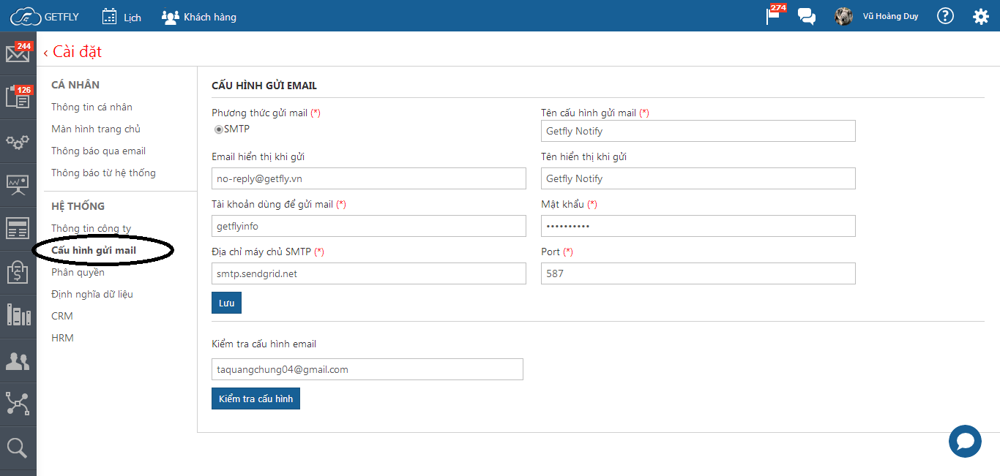 GETFLY Lịch Khách hàng 274 Vũ Hoàng Duy ?
244
126
‹ Cài đặt
CÁ NHÂN
Thông tin cá nhân
Màn hình trang chủ
Thông báo qua email
Thông báo từ hệ thống
HỆ THỐNG
Thông tin công ty
Cấu hình gửi mail
Phân quyền
Định nghĩa dữ liệu
CRM
HRM
CẤU HÌNH GỬI EMAIL
Phương thức gửi mail (*) Tên cấu hình gửi mail (*)
SMTP Getfly Notify
Email hiển thị khi gửi Tên hiển thị khi gửi
no-reply@getfly.vn Getfly Notify
Tài khoản dùng để gửi mail (*) Mật khẩu (*)
getflyinfo ••••••••••
Địa chỉ máy chủ SMTP (*) Port (*)
smtp.sendgrid.net 587
Lưu
Kiểm tra cấu hình email
taquangchung04@gmail.com
Kiểm tra cấu hình